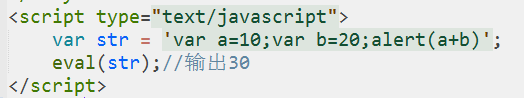 <script type="text/javascript">
var str = 'var a=10;var b=20;alert(a+b)';
eval(str);//输出30
</script>